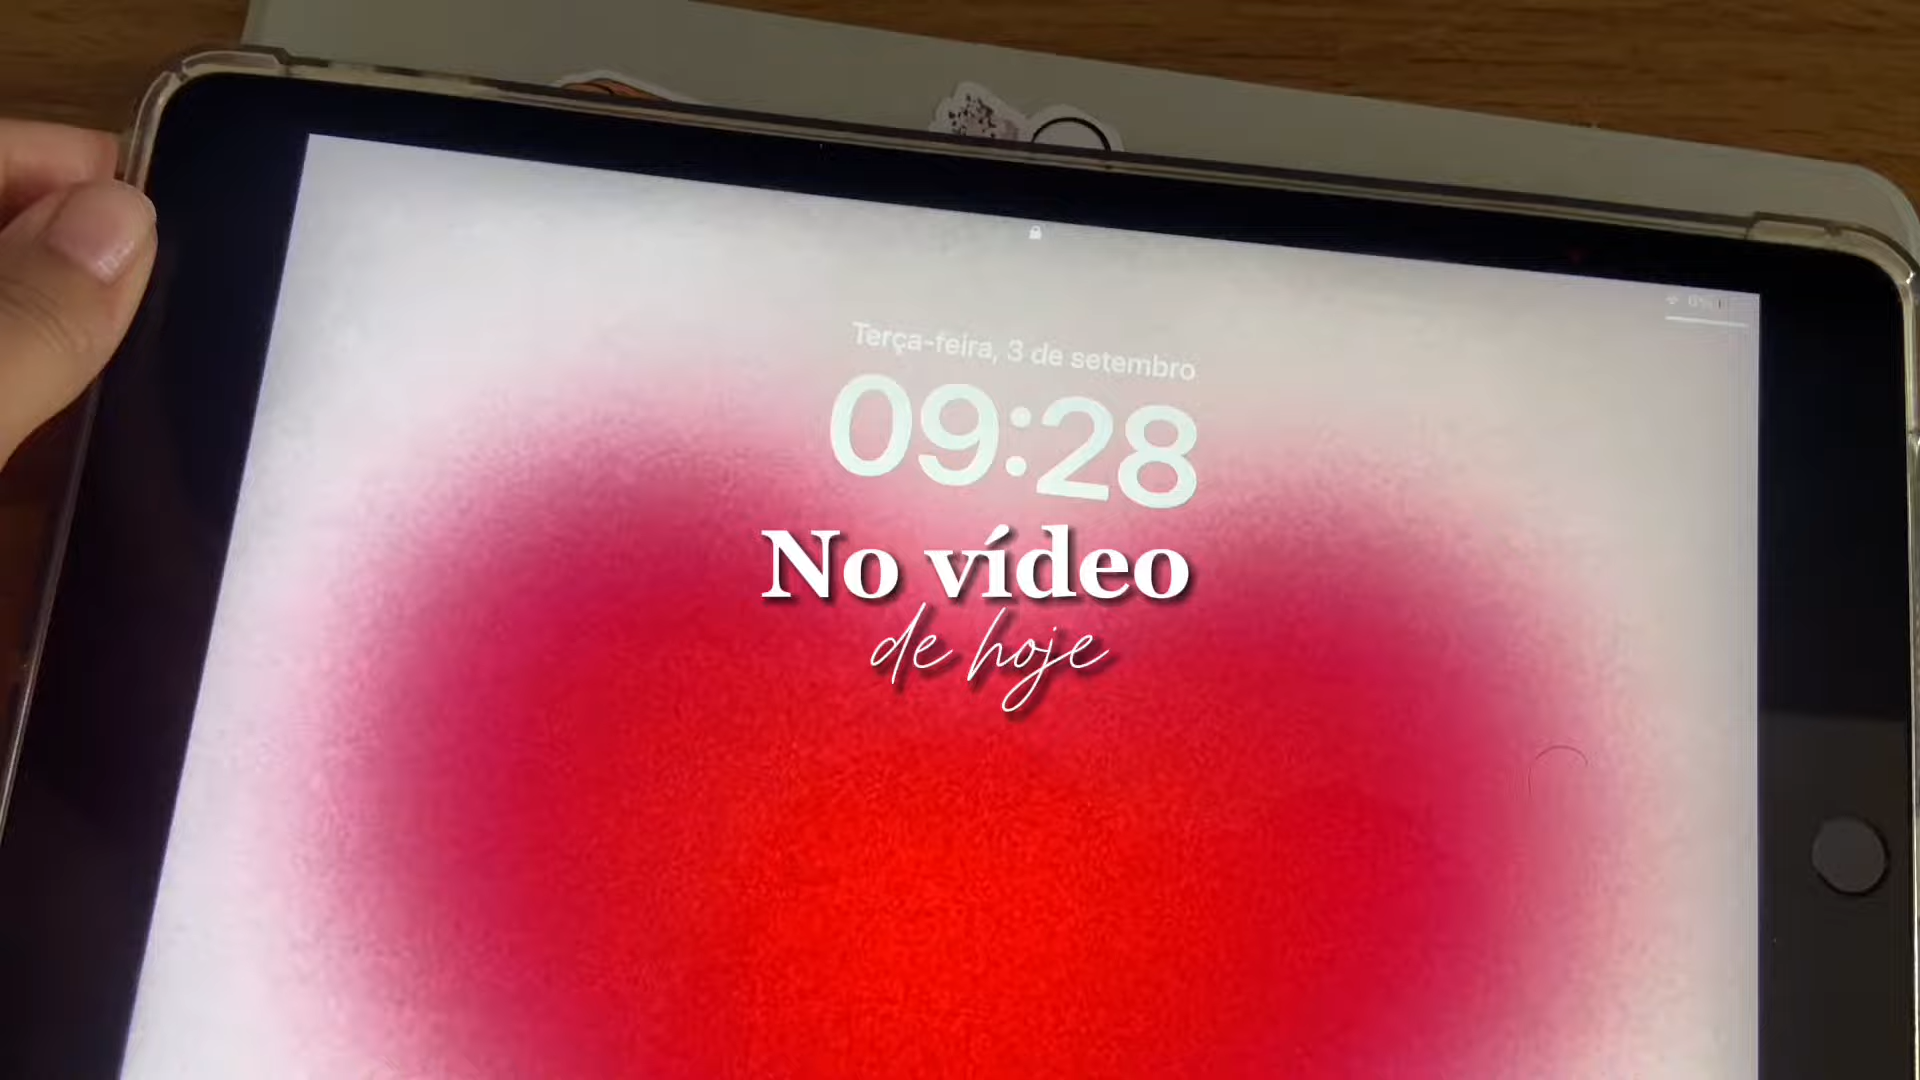 Terça-feira, 3 de setembro
09:28
No vídeo
de hoje